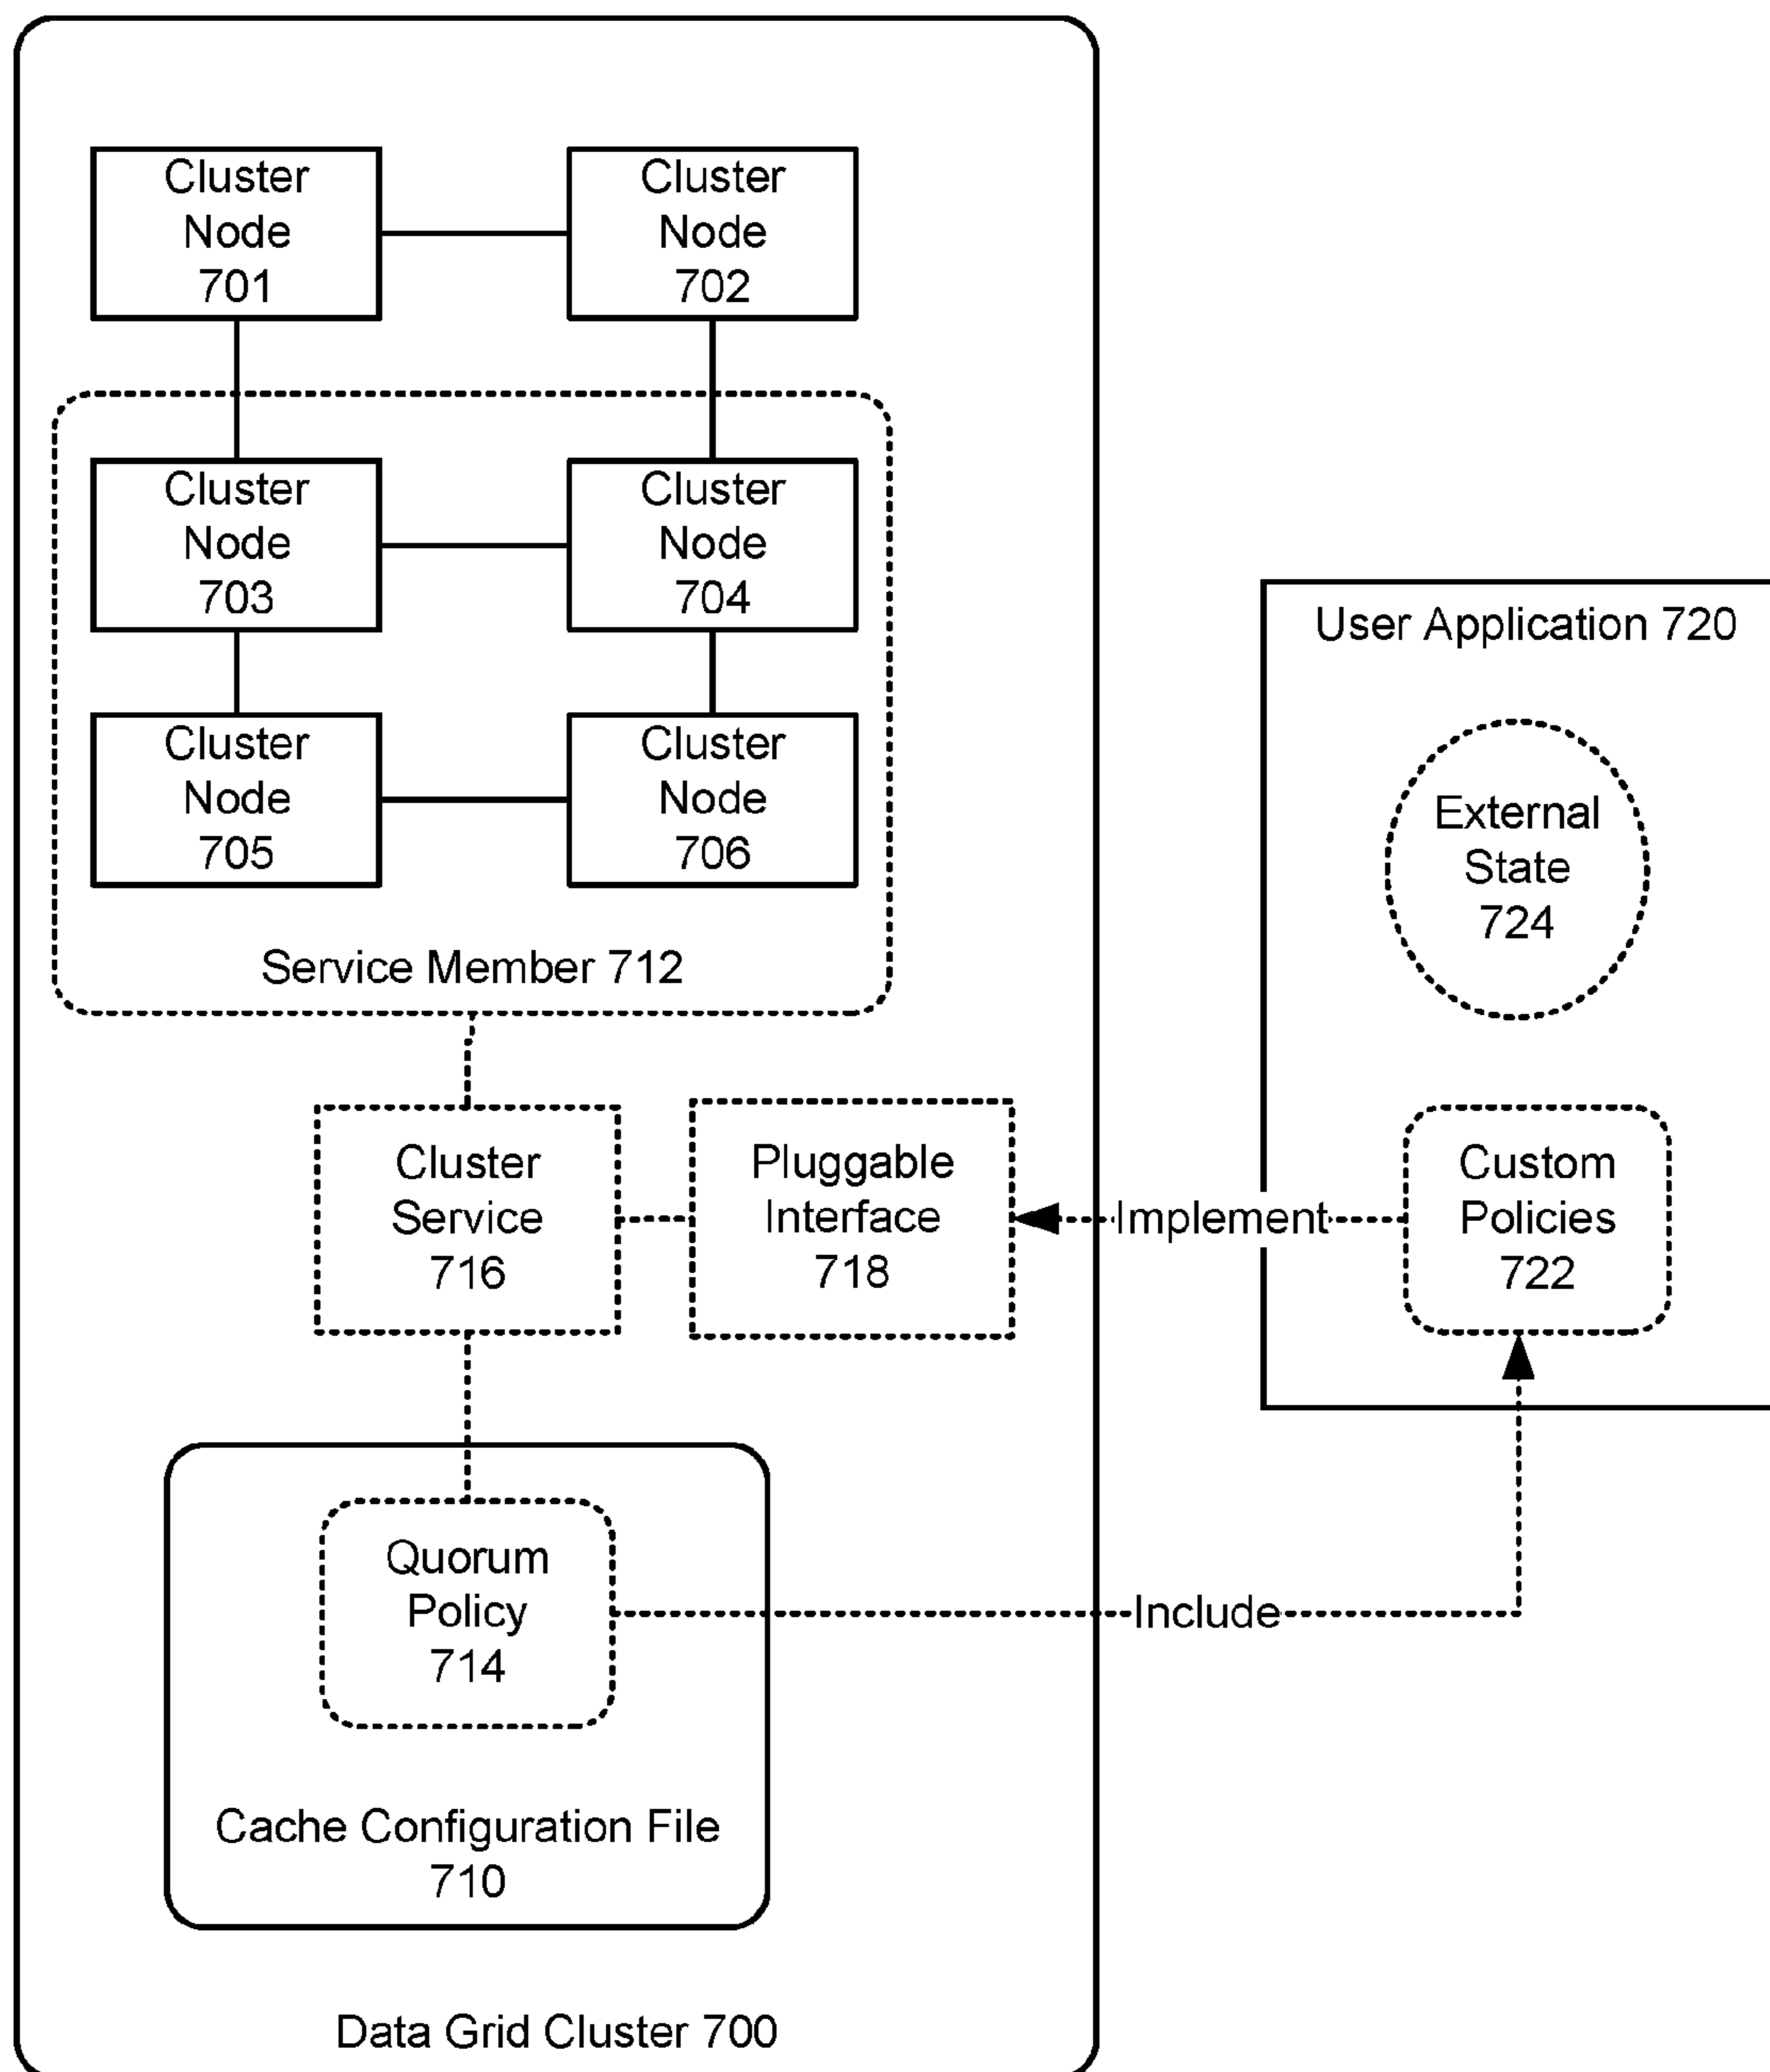 Cluster
Node
701
Cluster
Node
702
Cluster
Node
703
Cluster
Node
704
Cluster
Node
705
Cluster
Node
706
Service Member 712
User Application 720
External
State
724
Cluster
Service
716
Pluggable
Interface
718
Implement
Custom
Policies
722
Quorum
Policy
714
Include
Cache Configuration File
710
Data Grid Cluster 700